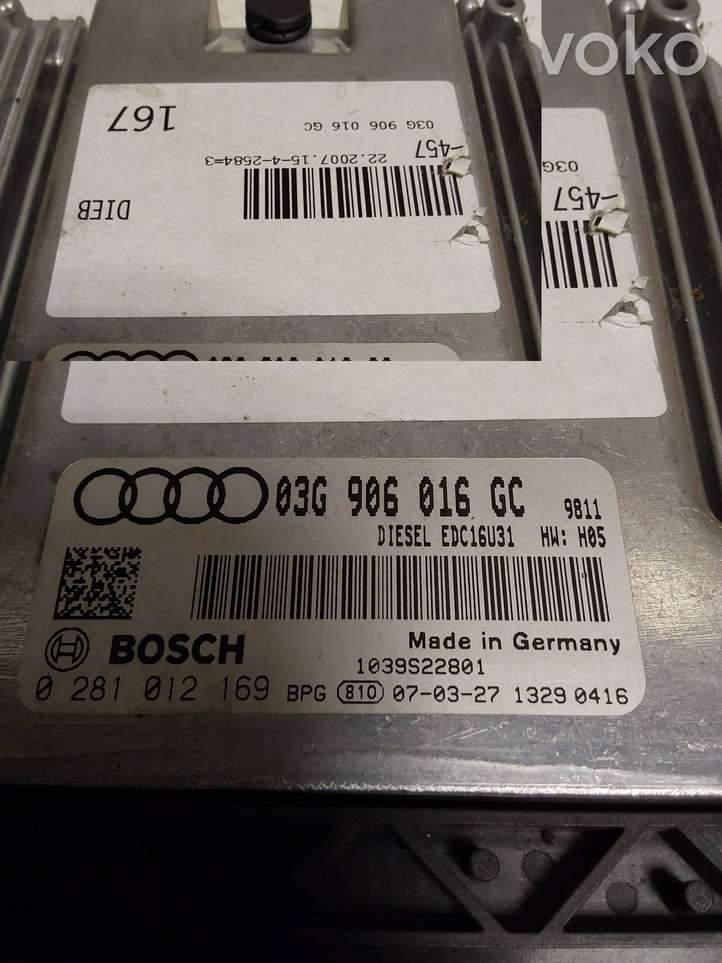 voko
167
03G 906 016 GC
-457
22.2007.15-4-2584=3
DIEB
03G
-457
03G 906 016 GC 9811
DIESEL EDC16U31 HW: H05
BOSCH
Made in Germany
1039S22801
0 281 012 169 BPG 810 07-03-27 1329 0416